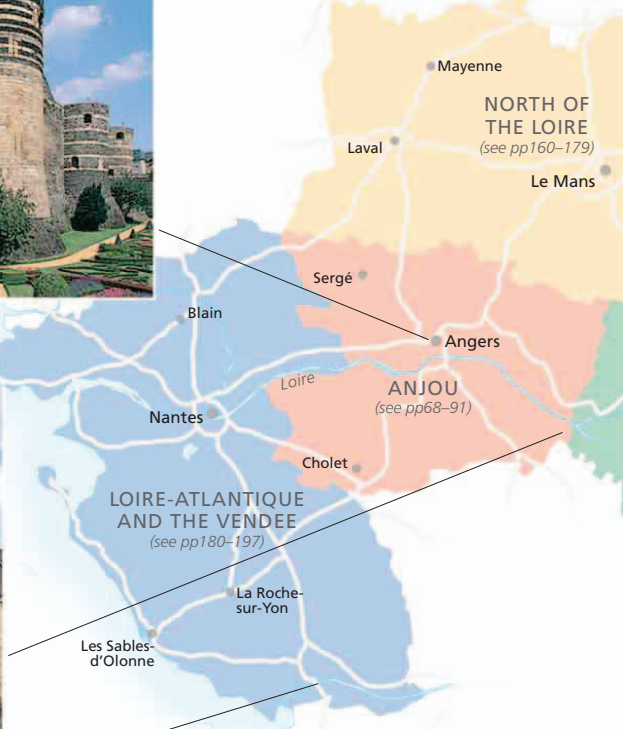 Mayenne
NORTH OF
THE LOIRE
(see pp160–179)
Laval
Le Mans
Sergé
Blain
Angers
Loire
ANJOU
(see pp68–91)
Nantes
Cholet
LOIRE-ATLANTIQUE
AND THE VENDEE
(see pp180–197)
La Roche-
sur-Yon
Les Sables-
d'Olonne